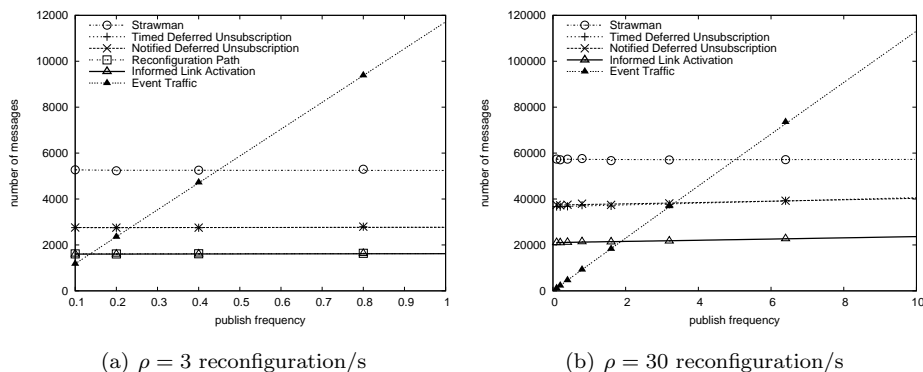 12000
10000
8000
6000
4000
2000
0
number of messages
Strawman
Timed Deferred Unsubscription
Notified Deferred Unsubscription
Reconfiguration Path
Informed Link Activation
Event Traffic
0.1 0.2 0.3 0.4 0.5 0.6 0.7 0.8 0.9 1
publish frequency
(a) ρ = 3 reconfiguration/s
120000
100000
80000
60000
40000
20000
0
number of messages
Strawman
Timed Deferred Unsubscription
Notified Deferred Unsubscription
Informed Link Activation
Event Traffic
0 2 4 6 8 10
publish frequency
(b) ρ = 30 reconfiguration/s